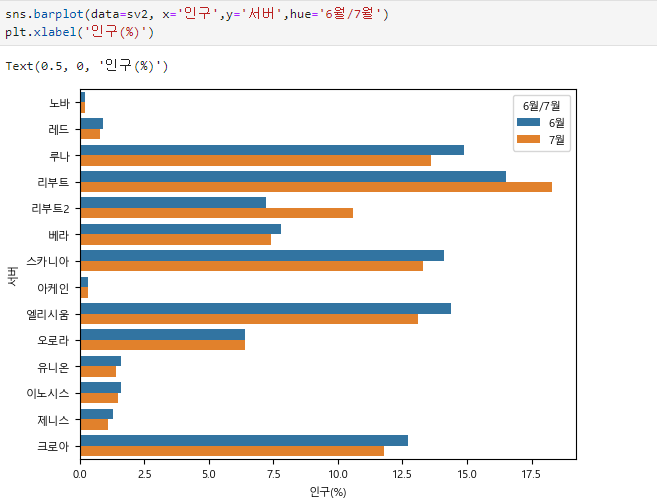 sns.barplot(data=sv2, x='인구',y='서버',hue='6월/7월')
plt.xlabel('인구(%)')
Text(0.5, 0, '인구(%)')
6월/7월
6월
7월
노바
레드
루나
리부트
리부트2
베라
스카니아
아케인
엘리시움
오로라
유니온
이노시스
제니스
크로아
서버
0.0 2.5 5.0 7.5 10.0 12.5 15.0 17.5
인구(%)